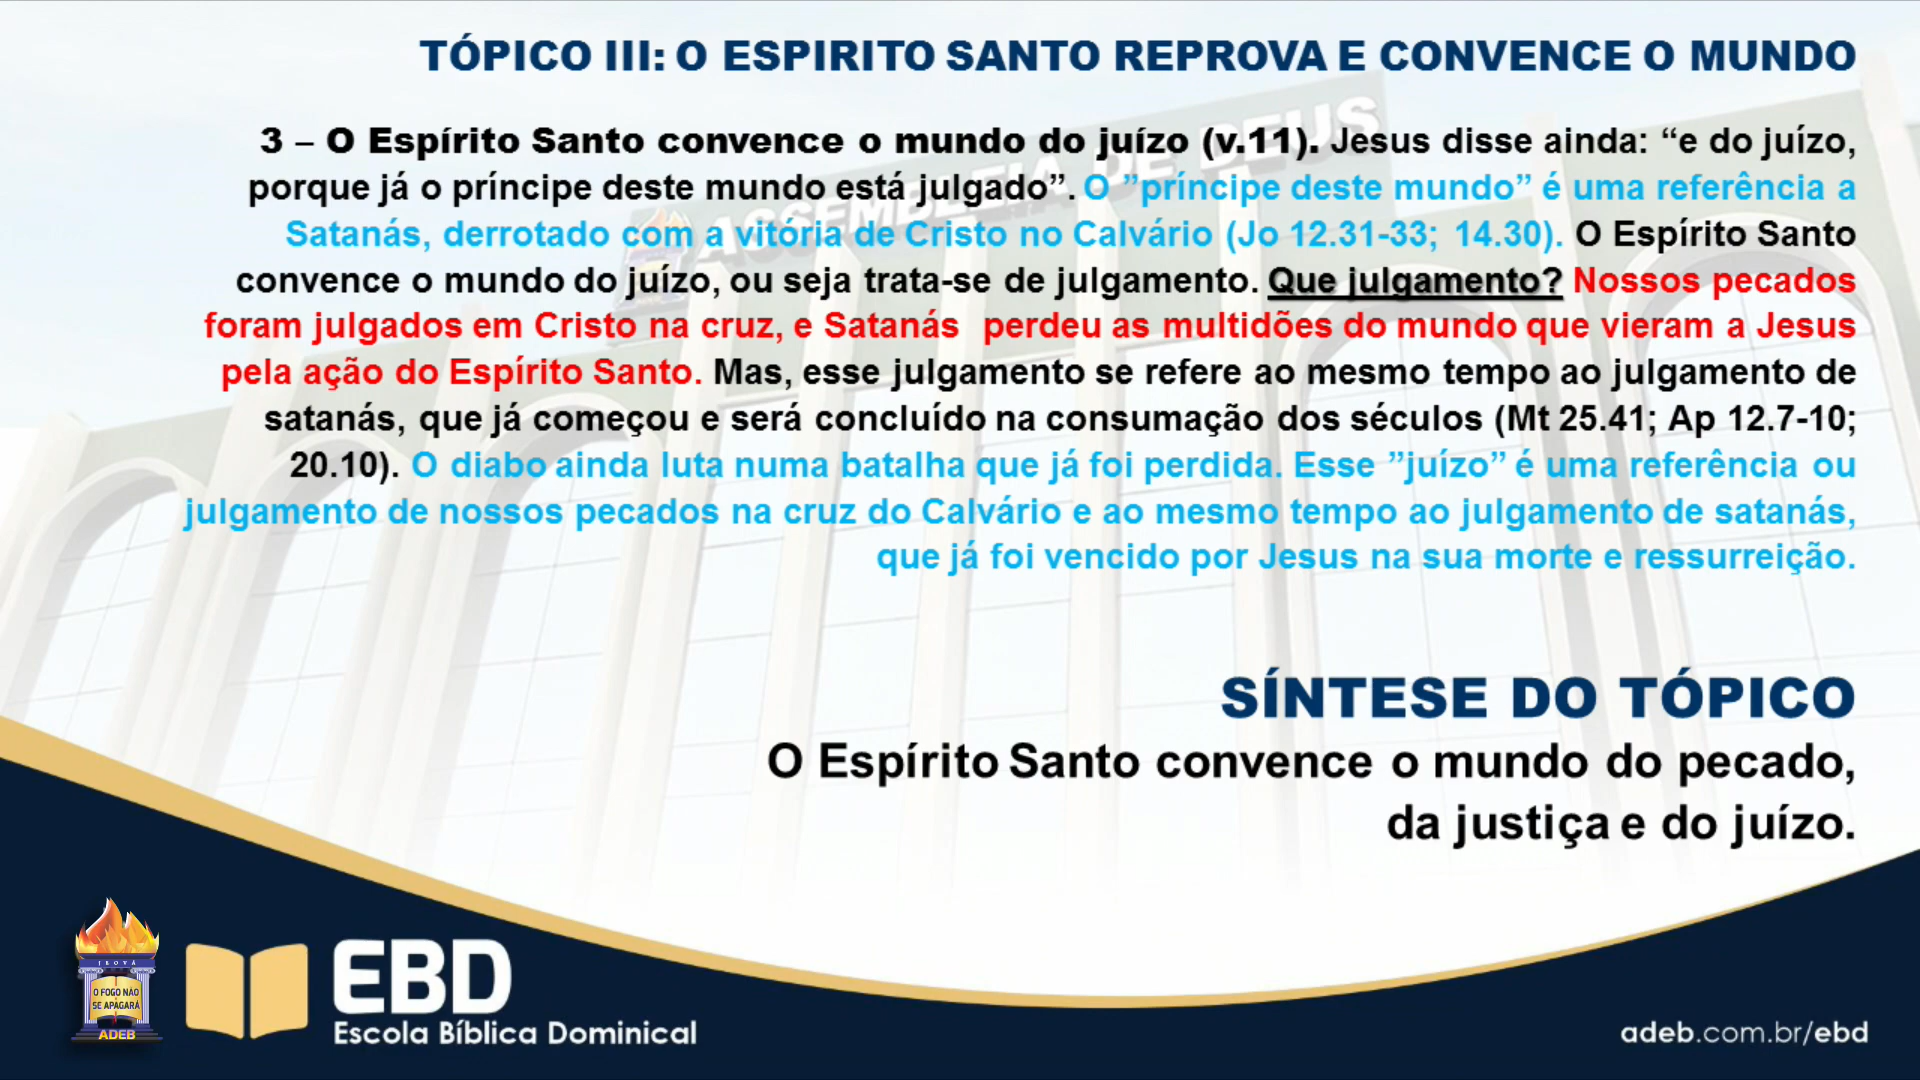 TÓPICO III: O ESPIRITO SANTO REPROVA E CONVENCE O MUNDO
3 – O Espírito Santo convence o mundo do juízo (v.11). Jesus disse ainda: “e do juízo,
porque já o príncipe deste mundo está julgado”. O ”príncipe deste mundo” é uma referência a
Satanás, derrotado com a vitória de Cristo no Calvário (Jo 12.31-33; 14.30). O Espírito Santo
convence o mundo do juízo, ou seja trata-se de julgamento. Que julgamento? Nossos pecados
foram julgados em Cristo na cruz, e Satanás perdeu as multidões do mundo que vieram a Jesus
pela ação do Espírito Santo. Mas, esse julgamento se refere ao mesmo tempo ao julgamento de
satanás, que já começou e será concluído na consumação dos séculos (Mt 25.41; Ap 12.7-10;
20.10). O diabo ainda luta numa batalha que já foi perdida. Esse ”juízo” é uma referência ou
julgamento de nossos pecados na cruz do Calvário e ao mesmo tempo ao julgamento de satanás,
que já foi vencido por Jesus na sua morte e ressurreição.
ASSEMBLEIA DE DEUS
SÍNTESE DO TÓPICO
O Espírito Santo convence o mundo do pecado,
da justiça e do juízo.
JEOVÁ
O FOGO NÃO
SE APAGARÁ
ADEB
EBD
Escola Bíblica Dominical
adeb.com.br/ebd